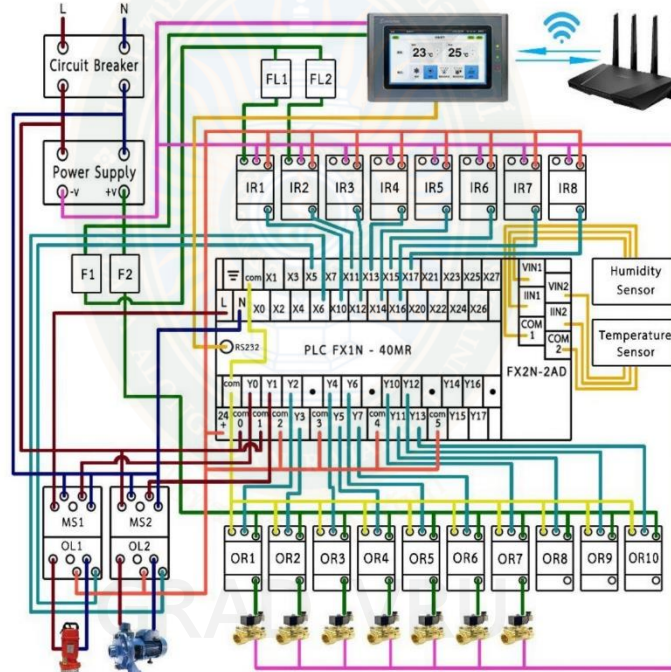 L N
Circuit Breaker
Power Supply
-V +V
FL1 FL2
23 °C 25 °C
IR1 IR2 IR3 IR4 IR5 IR6 IR7 IR8
F1 F2
com X1 X3 X5 X7 X11 X13 X15 X17 X21 X23 X25 X27
L N X0 X2 X4 X6 X10 X12 X14 X16 X20 X22 X24 X26
RS232
PLC FX1N - 40MR
FX2N-2AD
VIN1
IIN1
COM 1
VIN2
IIN2
COM 2
Humidity
Sensor
Temperature
Sensor
com Y0 Y1 Y2 Y4 Y6 Y10 Y12 Y14 Y16
24 + com 0 com 1 com 2 Y3 com 3 Y5 Y7 com 4 Y11 Y13 com 5 Y15 Y17
MS1 MS2
OL1 OL2
OR1 OR2 OR3 OR4 OR5 OR6 OR7 OR8 OR9 OR10
GRAD VRU